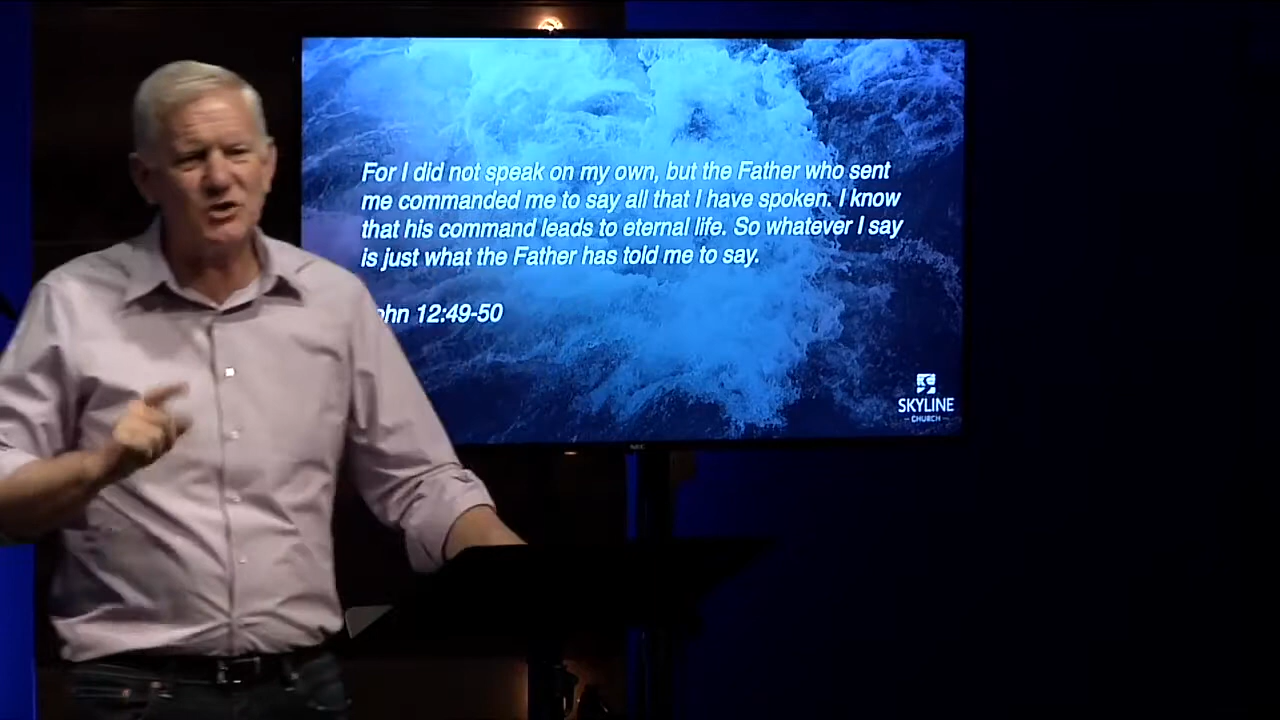 For I did not speak on my own, but the Father who sent
me commanded me to say all that I have spoken. I know
that his command leads to eternal life. So whatever I say
is just what the Father has told me to say.
ohn 12:49-50
SKYLINE
CHURCH
NEC